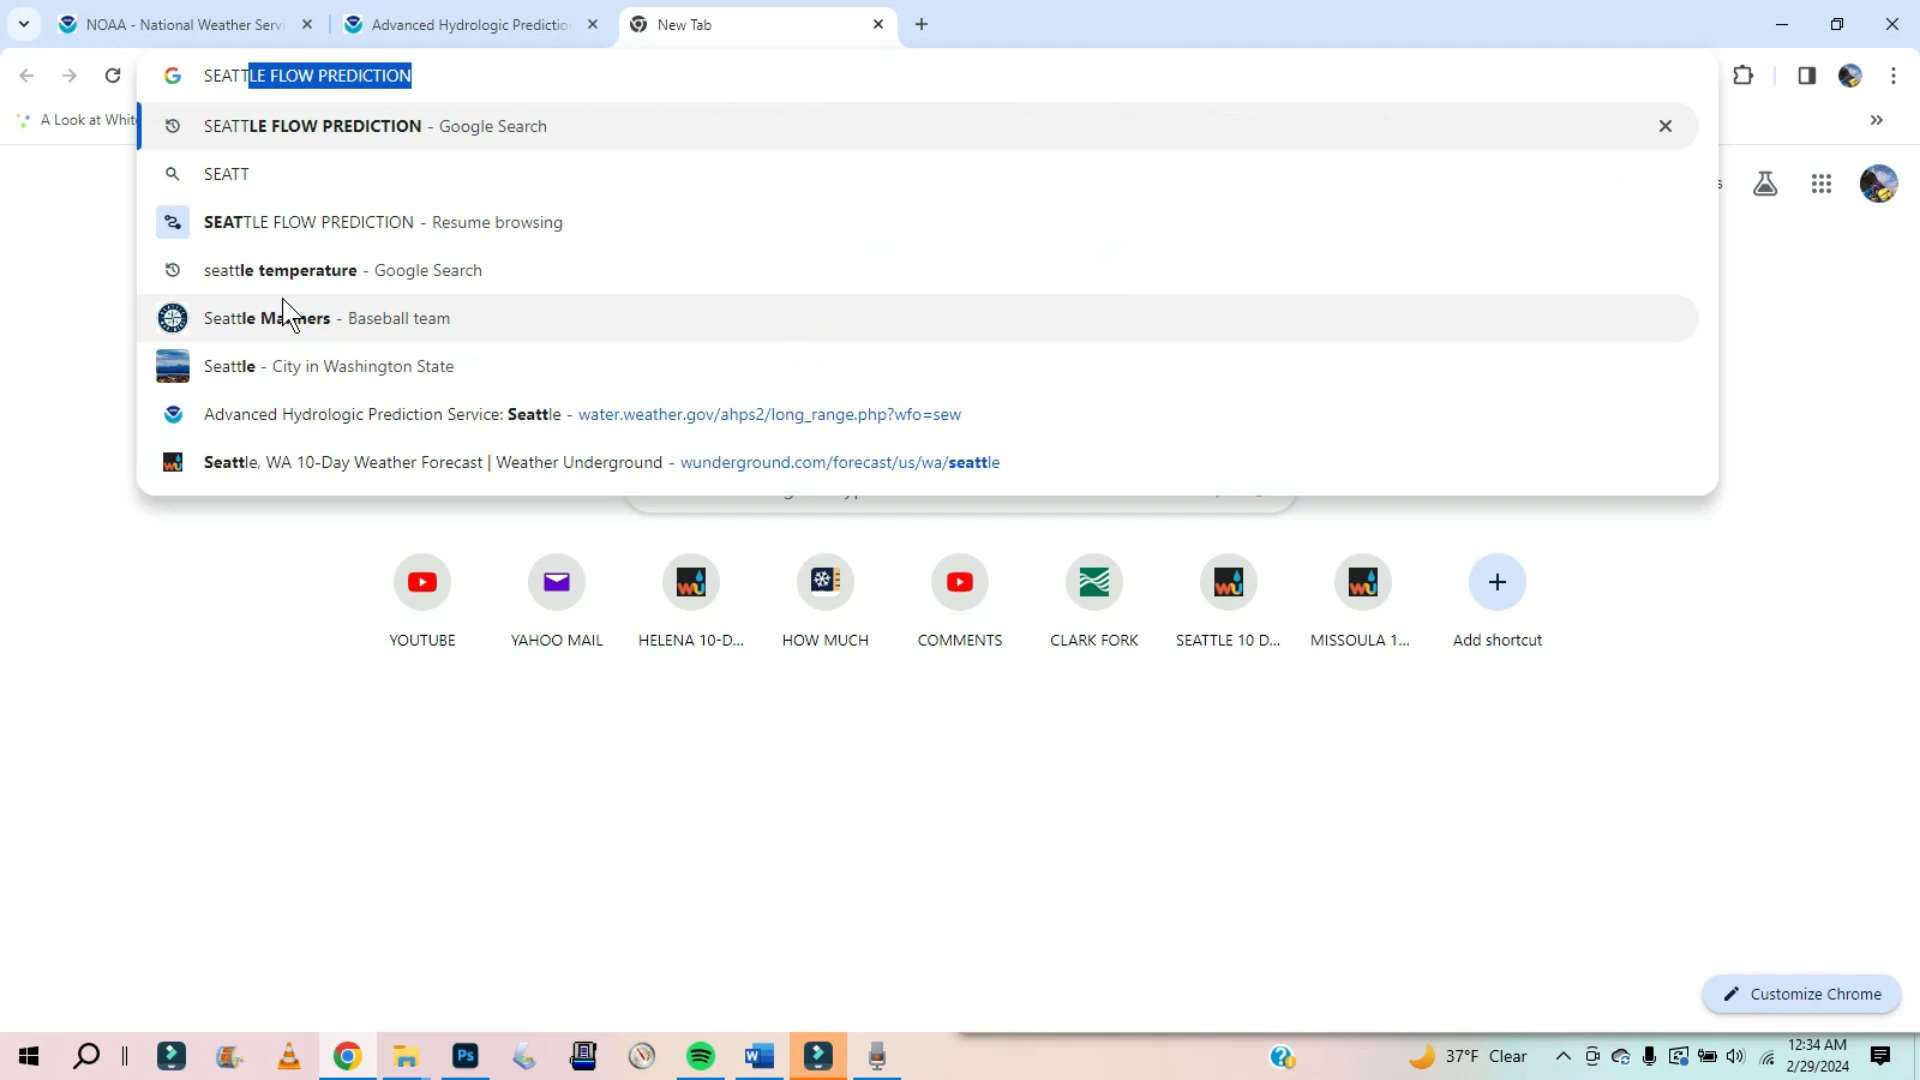 NOAA - National Weather Servi
Advanced Hydrologic Prediction
New Tab
SEATTLE FLOW PREDICTION
A Look at Whit
SEATTLE FLOW PREDICTION - Google Search
SEATT
SEATTLE FLOW PREDICTION - Resume browsing
seattle temperature - Google Search
Seattle Mariners - Baseball team
Seattle - City in Washington State
Advanced Hydrologic Prediction Service: Seattle - water.weather.gov/ahps2/long_range.php?wfo=sew
Seattle, WA 10-Day Weather Forecast | Weather Underground - wunderground.com/forecast/us/wa/seattle
YOUTUBE
YAHOO MAIL
HELENA 10-D...
HOW MUCH
COMMENTS
CLARK FORK
SEATTLE 10 D...
MISSOULA 1...
Add shortcut
Customize Chrome
Ps
37°F Clear
12:34 AM
2/29/2024